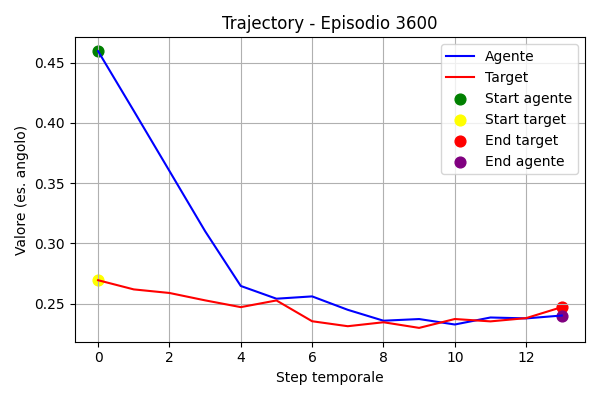 Trajectory - Episodio 3600
Valore (es. angolo)
0.45
0.40
0.35
0.30
0.25
0
2
4
6
8
10
12
Step temporale
Agente
Target
Start agente
Start target
End target
End agente